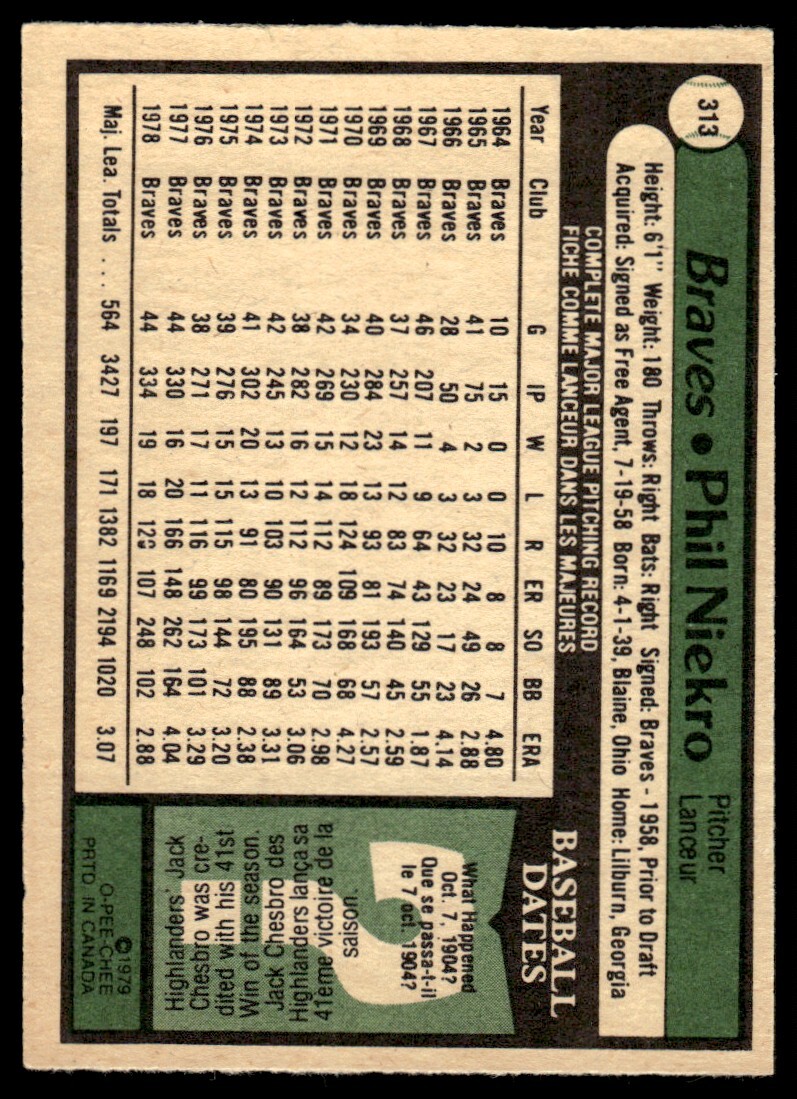 313
Braves • Phil Niekro
Pitcher
Lanceur
Height: 6'1" Weight: 180 Throws: Right Bats: Right Signed: Braves - 1958, Prior to Draft
Acquired: Signed as Free Agent, 7-19-58 Born: 4-1-39, Blaine, Ohio Home: Lilburn, Georgia
COMPLETE MAJOR LEAGUE PITCHING RECORD
FICHE COMME LANCEUR DANS LES MAJEURES
Year Club G IP W L R ER SO BB ERA
1964 Braves 10 15 0 0 10 8 8 7 4.80
1965 Braves 41 75 2 3 32 24 49 26 2.88
1966 Braves 28 50 4 3 32 23 17 23 4.14
1967 Braves 46 207 11 9 64 43 129 55 1.87
1968 Braves 37 257 14 12 83 74 140 45 2.59
1969 Braves 40 284 23 13 93 81 193 57 2.57
1970 Braves 34 230 12 18 124 109 168 68 4.27
1971 Braves 42 269 15 14 112 89 173 70 2.98
1972 Braves 38 282 16 12 112 96 164 53 3.06
1973 Braves 42 245 13 10 103 90 131 89 3.31
1974 Braves 41 302 20 13 91 80 195 88 2.38
1975 Braves 39 276 15 15 115 98 144 72 3.20
1976 Braves 38 271 17 11 116 99 173 101 3.29
1977 Braves 44 330 16 20 166 148 262 164 4.04
1978 Braves 44 334 19 18 129 107 248 102 2.88
Maj. Lea. Totals ... 564 3427 197 171 1382 1169 2194 1020 3.07
BASEBALL
DATES
What Happened
Oct. 7, 1904?
Que se passa-t-il
le 7 oct. 1904?
Highlanders' Jack
Chesbro was cre-
dited with his 41st
Win of the season.
Jack Chesbro des
Highlanders lança sa
41ème victoire de la
saison.
©1979
O-PEE-CHEE
PRTD. IN CANADA